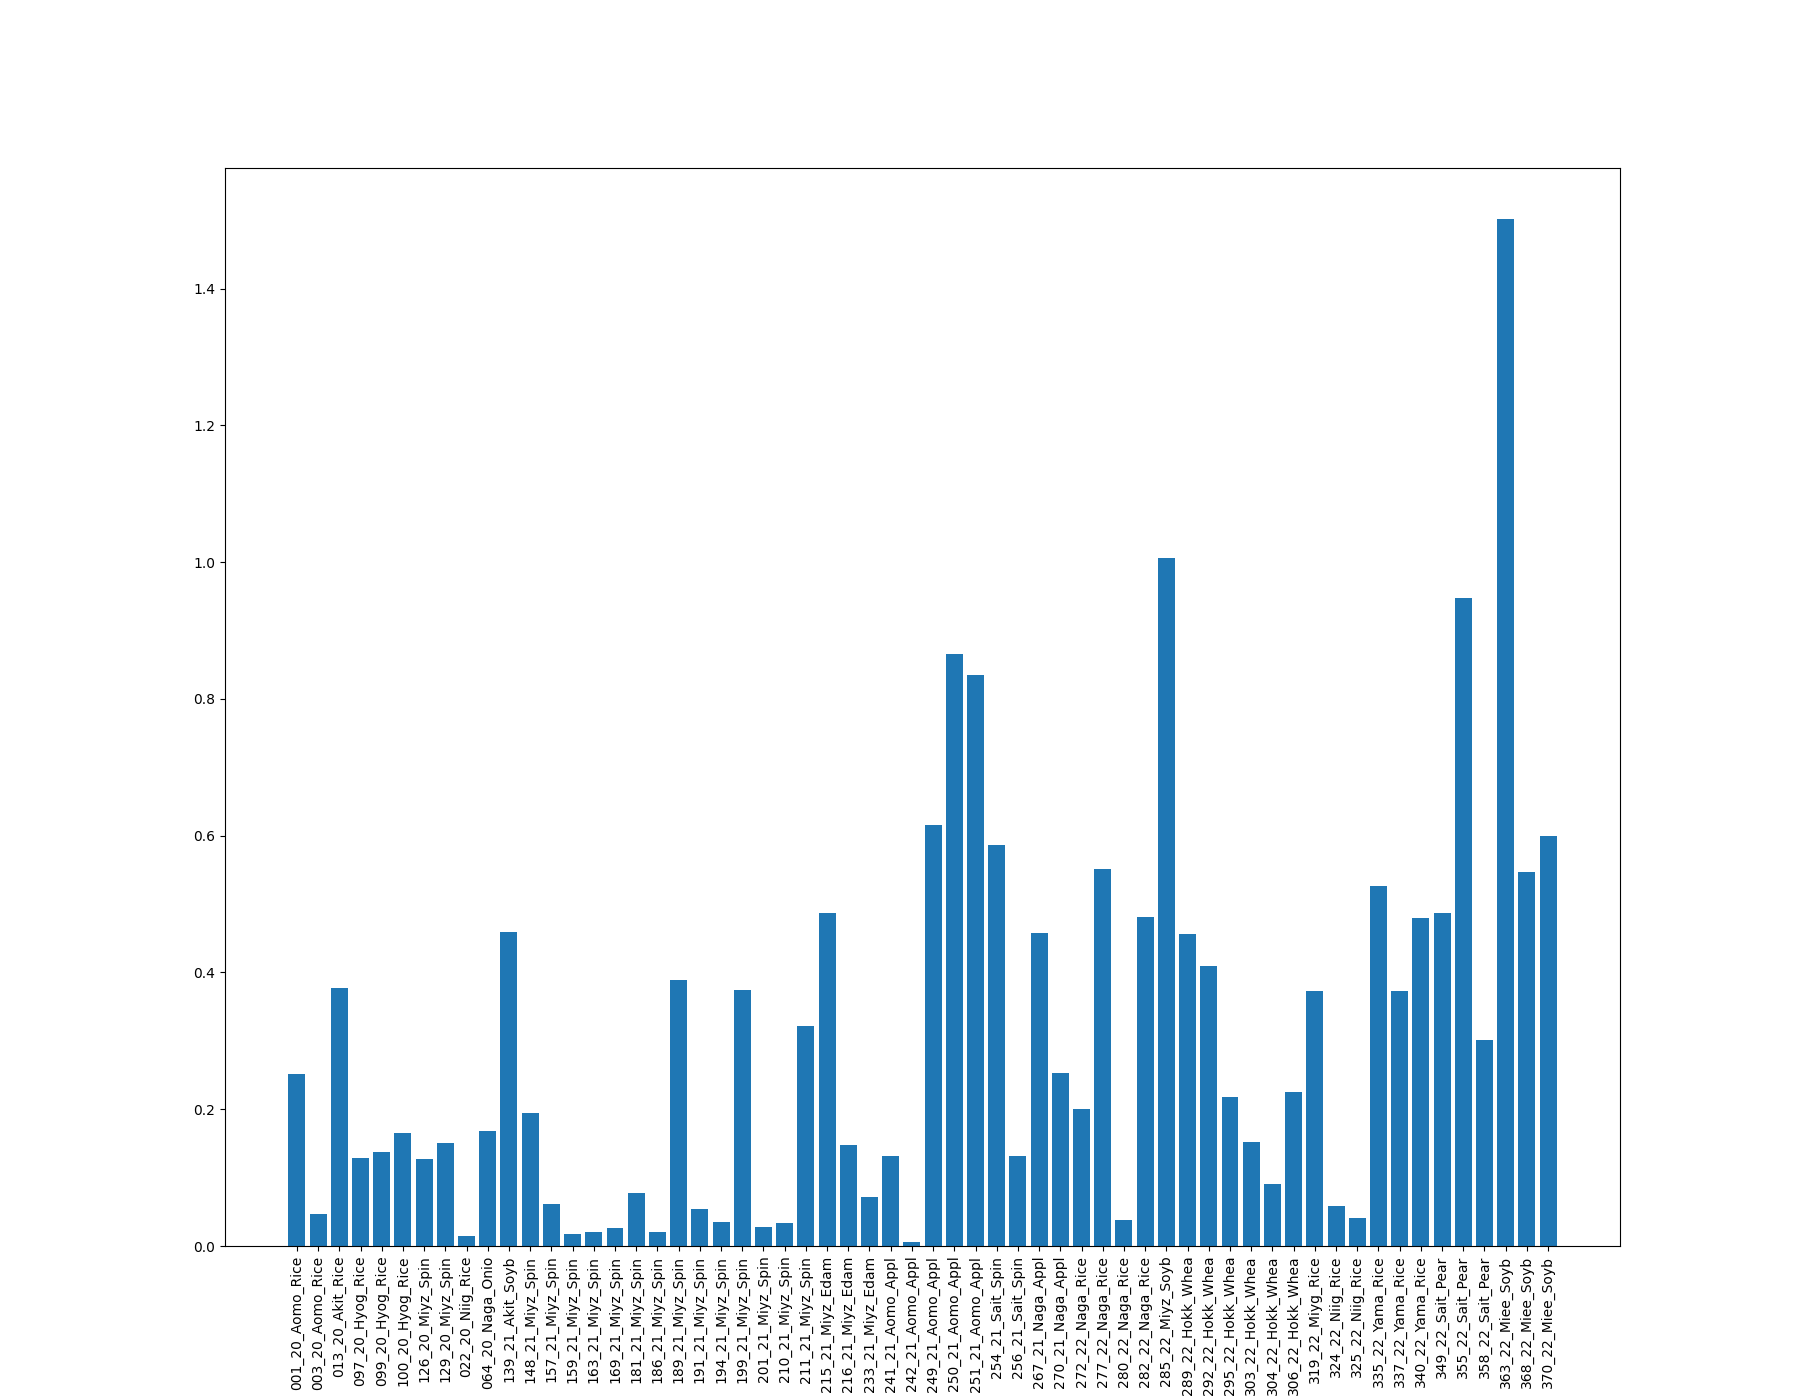 1.4
1.2
1.0
0.8
0.6
0.4
0.2
0.0
001_20_Aomo_Rice
003_20_Aomo_Rice
013_20_Akit_Rice
097_20_Hyog_Rice
099_20_Hyog_Rice
100_20_Hyog_Rice
126_20_Miyz_Spin
129_20_Miyz_Spin
022_20_Niig_Rice
064_20_Naga_Onio
139_21_Akit_Soyb
148_21_Miyz_Spin
157_21_Miyz_Spin
159_21_Miyz_Spin
163_21_Miyz_Spin
169_21_Miyz_Spin
181_21_Miyz_Spin
186_21_Miyz_Spin
189_21_Miyz_Spin
191_21_Miyz_Spin
194_21_Miyz_Spin
199_21_Miyz_Spin
201_21_Miyz_Spin
210_21_Miyz_Spin
211_21_Miyz_Spin
215_21_Miyz_Edam
216_21_Miyz_Edam
233_21_Miyz_Edam
241_21_Aomo_Appl
242_21_Aomo_Appl
249_21_Aomo_Appl
250_21_Aomo_Appl
251_21_Aomo_Appl
254_21_Sait_Spin
256_21_Sait_Spin
267_21_Naga_Appl
270_21_Naga_Appl
272_22_Naga_Rice
277_22_Naga_Rice
280_22_Naga_Rice
282_22_Naga_Rice
285_22_Miyz_Soyb
289_22_Hokk_Whea
292_22_Hokk_Whea
295_22_Hokk_Whea
303_22_Hokk_Whea
304_22_Hokk_Whea
306_22_Hokk_Whea
319_22_Miyg_Rice
324_22_Niig_Rice
325_22_Niig_Rice
335_22_Yama_Rice
337_22_Yama_Rice
340_22_Yama_Rice
349_22_Sait_Pear
355_22_Sait_Pear
358_22_Sait_Pear
363_22_Miee_Soyb
368_22_Miee_Soyb
370_22_Miee_Soyb